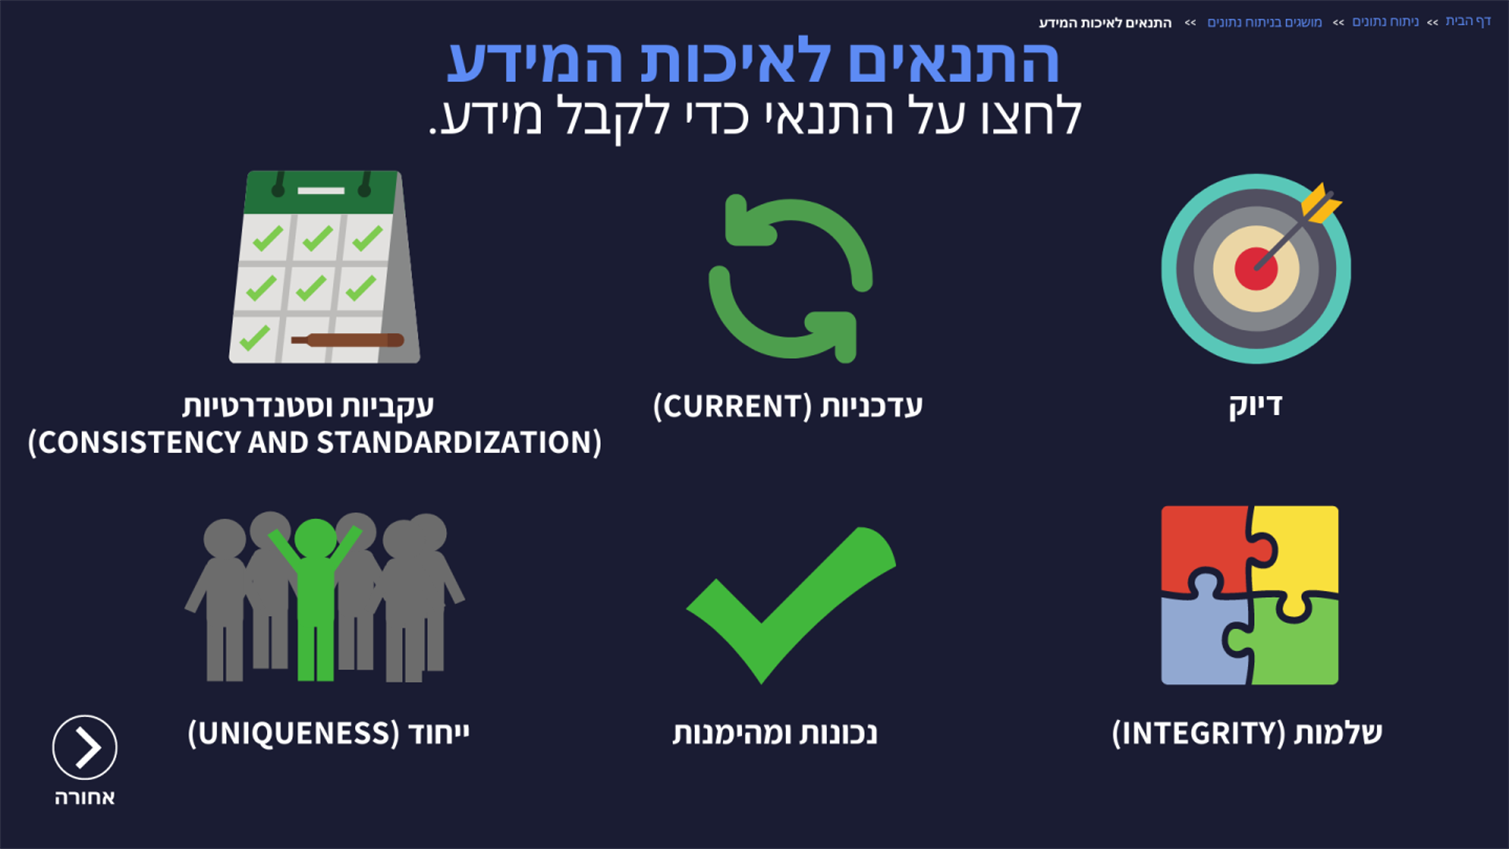 דף הבית >> ניתוח נתונים >> מושגים בניתוח נתונים >> התנאים לאיכות המידע
התנאים לאיכות המידע
לחצו על התנאי כדי לקבל מידע.
דיוק
עדכניות (CURRENT)
עקביות וסטנדרטיות
(CONSISTENCY AND STANDARDIZATION)
שלמות (INTEGRITY)
נכונות ומהימנות
ייחוד (UNIQUENESS)
אחורה